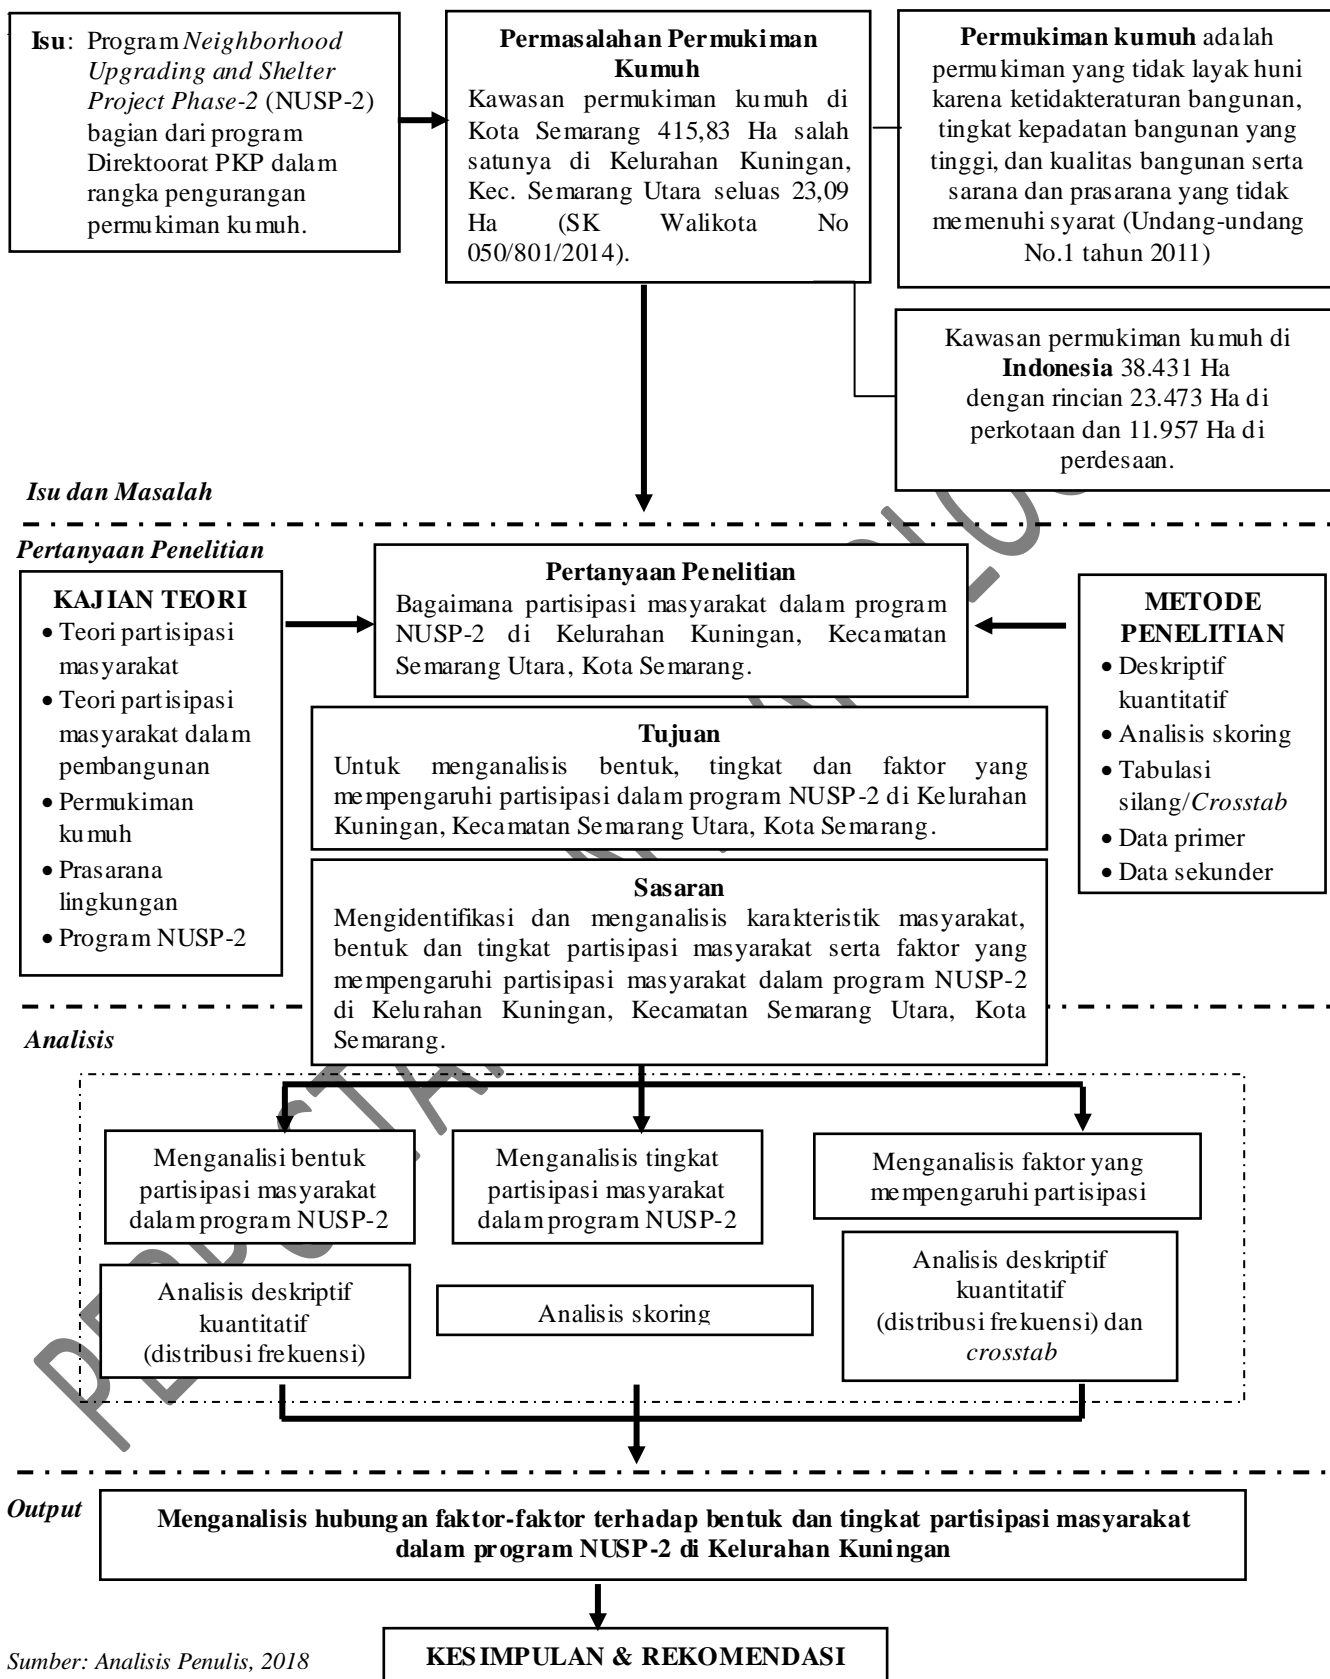 Isu: Program Neighborhood
Upgrading and Shelter
Project Phase-2 (NUSP-2)
bagian dari program
Direktoorat PKP dalam
rangka pengurangan
permukiman kumuh.
Permasalahan Permukiman
Kumuh
Kawasan permukiman kumuh di
Kota Semarang 415,83 Ha salah
satunya di Kelurahan Kuningan,
Kec. Semarang Utara seluas 23,09
Ha (SK Walikota No
050/801/2014).
Permukiman kumuh adalah
permukiman yang tidak layak huni
karena ketidakteraturan bangunan,
tingkat kepadatan bangunan yang
tinggi, dan kualitas bangunan serta
sarana dan prasarana yang tidak
memenuhi syarat (Undang-undang
No.1 tahun 2011)
Kawasan permukiman kumuh di
Indonesia 38.431 Ha
dengan rincian 23.473 Ha di
perkotaan dan 11.957 Ha di
perdesaan.
Isu dan Masalah
Pertanyaan Penelitian
KAJIAN TEORI
• Teori partisipasi
masyarakat
• Teori partisipasi
masyarakat dalam
pembangunan
• Permukiman
kumuh
• Prasarana
lingkungan
• Program NUSP-2
Pertanyaan Penelitian
Bagaimana partisipasi masyarakat dalam program
NUSP-2 di Kelurahan Kuningan, Kecamatan
Semarang Utara, Kota Semarang.
METODE
PENELITIAN
• Deskriptif
kuantitatif
• Analisis skoring
• Tabulasi
silang/Crosstab
• Data primer
• Data sekunder
Tujuan
Untuk menganalisis bentuk, tingkat dan faktor yang
mempengaruhi partisipasi dalam program NUSP-2 di Kelurahan
Kuningan, Kecamatan Semarang Utara, Kota Semarang.
Sasaran
Mengidentifikasi dan menganalisis karakteristik masyarakat,
bentuk dan tingkat partisipasi masyarakat serta faktor yang
mempengaruhi partisipasi masyarakat dalam program NUSP-2
di Kelurahan Kuningan, Kecamatan Semarang Utara, Kota
Semarang.
Analisis
Menganalisi bentuk
partisipasi masyarakat
dalam program NUSP-2
Menganalisis tingkat
partisipasi masyarakat
dalam program NUSP-2
Menganalisis faktor yang
mempengaruhi partisipasi
Analisis deskriptif
kuantitatif
(distribusi frekuensi)
Analisis skoring
Analisis deskriptif
kuantitatif
(distribusi frekuensi) dan
crosstab
Output
Menganalisis hubungan faktor-faktor terhadap bentuk dan tingkat partisipasi masyarakat
dalam program NUSP-2 di Kelurahan Kuningan
Sumber: Analisis Penulis, 2018
KESIMPULAN & REKOMENDASI